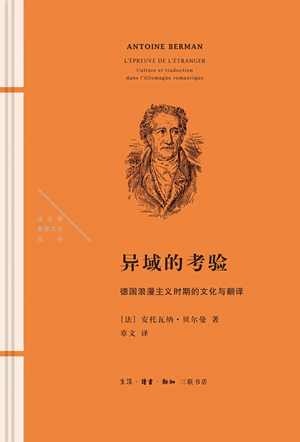 ANTOINE BERMAN
L'ÉPREUVE DE L'ÉTRANGER
Culture et traduction
dans l'Allemagne romantique
异域的考验
德国浪漫主义时期的文化与翻译
[法] 安托瓦纳·贝尔曼 著
章文 译
生活·讀書·新知 三联书店